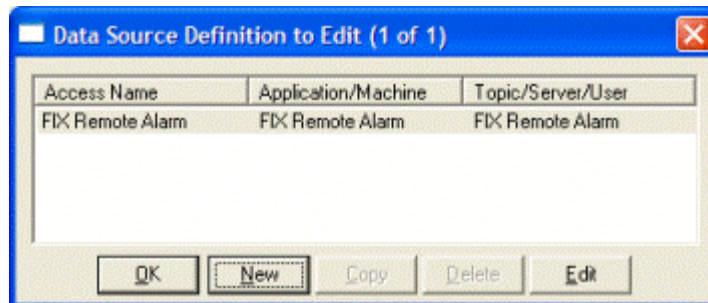 Data Source Definition to Edit (1 of 1)
Access Name Application/Machine Topic/Server/User
FIX Remote Alarm FIX Remote Alarm FIX Remote Alarm
OK New Copy Delete Edit